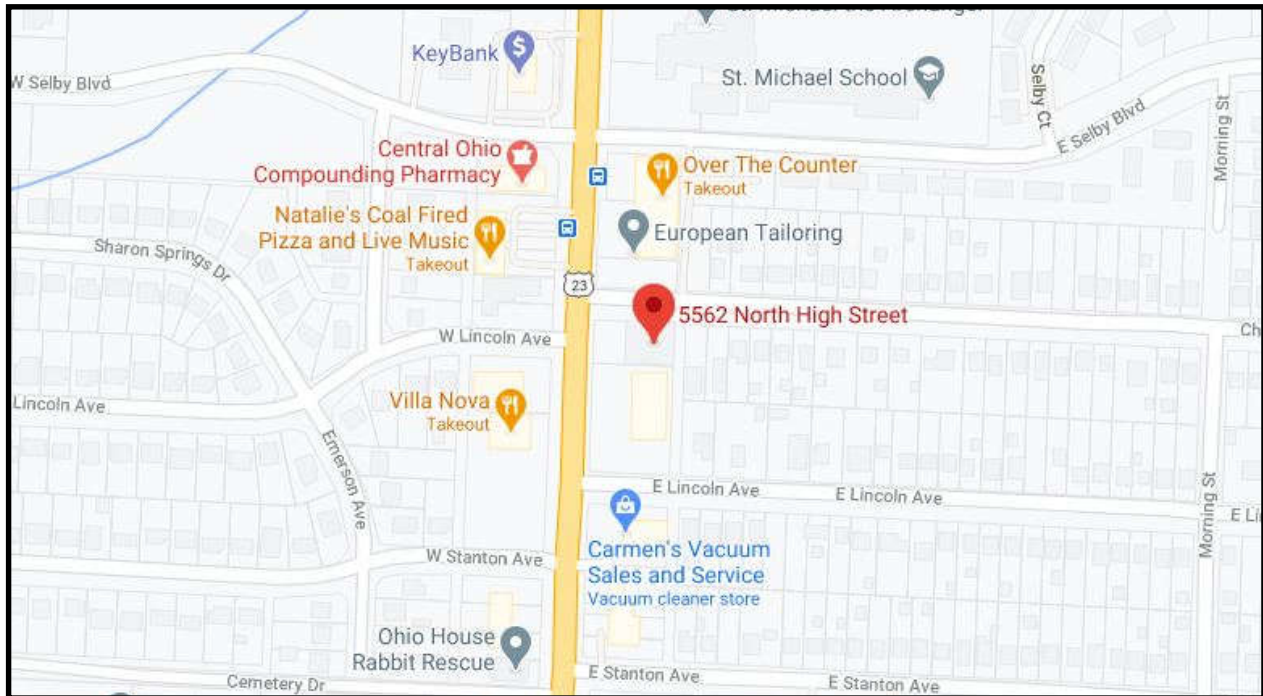 KeyBank
St. Michael School
W Selby Blvd
Selby Ct
E Selby Blvd
Morning St
Central Ohio
Compounding Pharmacy
Over The Counter
Takeout
Natalie's Coal Fired
Pizza and Live Music
Takeout
European Tailoring
Sharon Springs Dr
23
5562 North High Street
W Lincoln Ave
Villa Nova
Takeout
Lincoln Ave
Emerson Ave
E Lincoln Ave
E Lincoln Ave
Morning St
W Stanton Ave
Carmen's Vacuum
Sales and Service
Vacuum cleaner store
Ohio House
Rabbit Rescue
Cemetery Dr
E Stanton Ave
E Stanton Ave